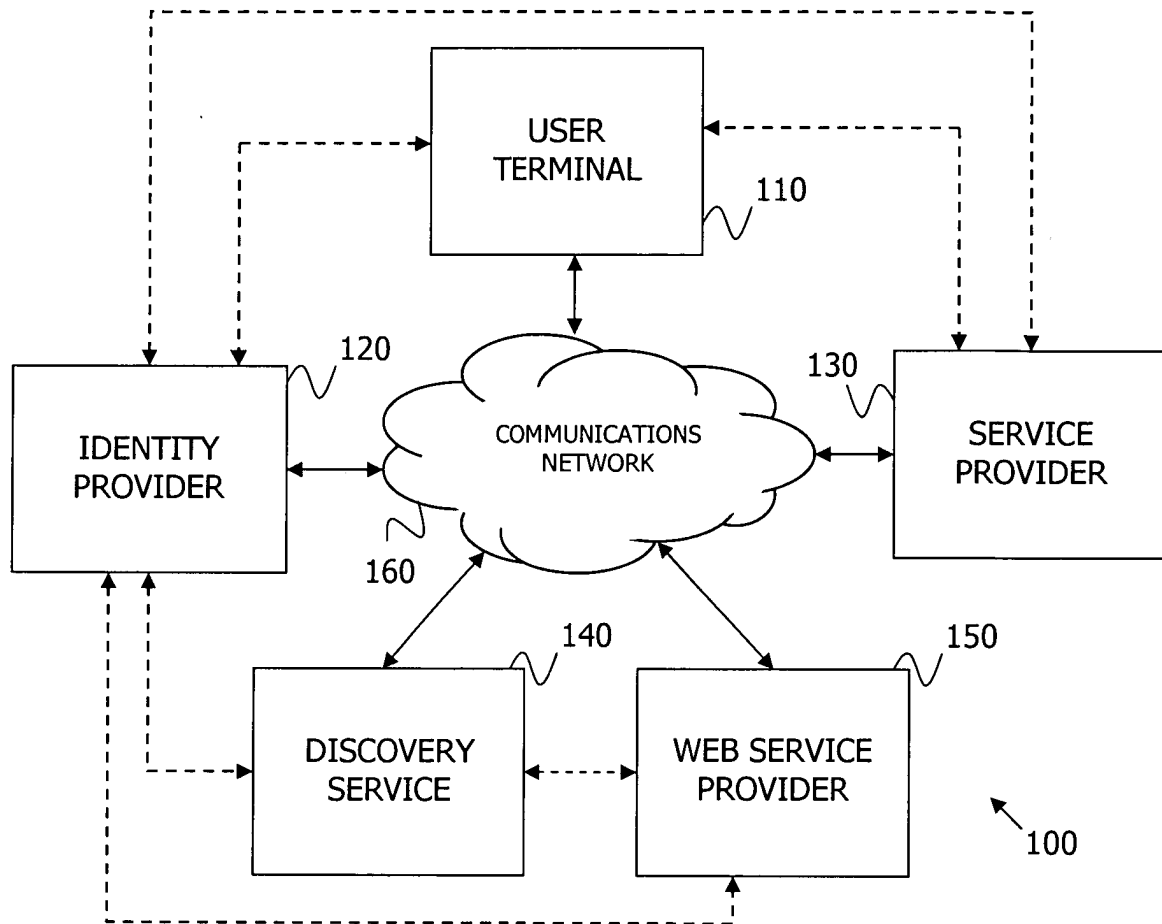 USER
TERMINAL
110
120
130
IDENTITY
PROVIDER
COMMUNICATIONS
NETWORK
SERVICE
PROVIDER
160
140
150
DISCOVERY
SERVICE
WEB SERVICE
PROVIDER
100